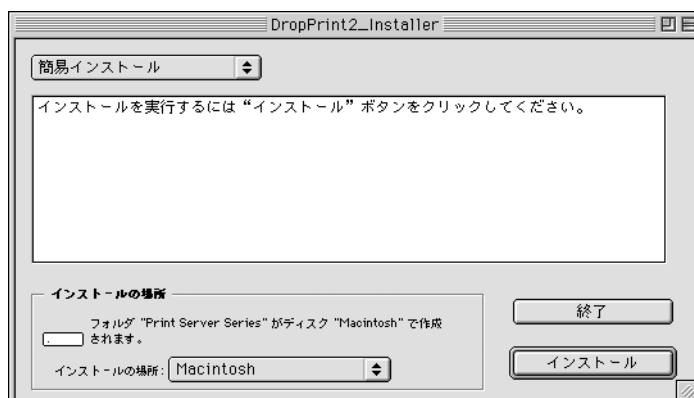 DropPrint2_Installer
簡易インストール
インストールを実行するには“インストール”ボタンをクリックしてください。
インストールの場所
フォルダ "Print Server Series" がディスク "Macintosh" で作成
されます。
インストールの場所: Macintosh
終了
インストール